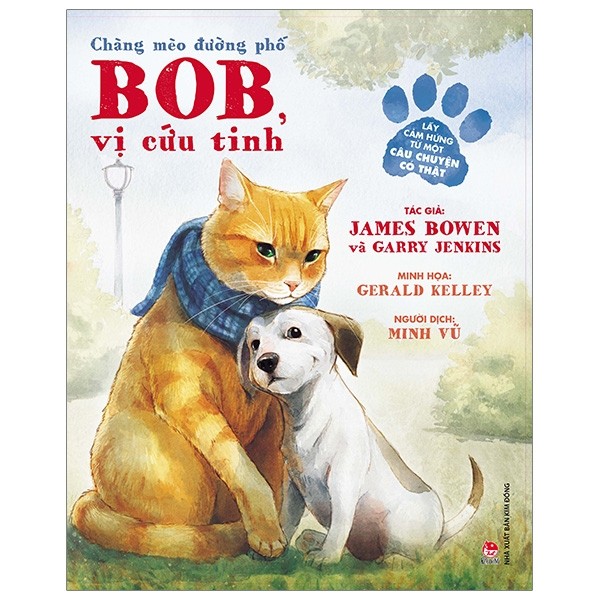 Chàng mèo đường phố
BOB,
vị cứu tinh
LẤY
CẢM HỨNG
TỪ MỘT
CÂU CHUYỆN
CÓ THẬT
TÁC GIẢ:
JAMES BOWEN
và GARRY JENKINS
MINH HỌA:
GERALD KELLEY
NGƯỜI DỊCH:
MINH VŨ
NHÀ XUẤT BẢN KIM ĐỒNG